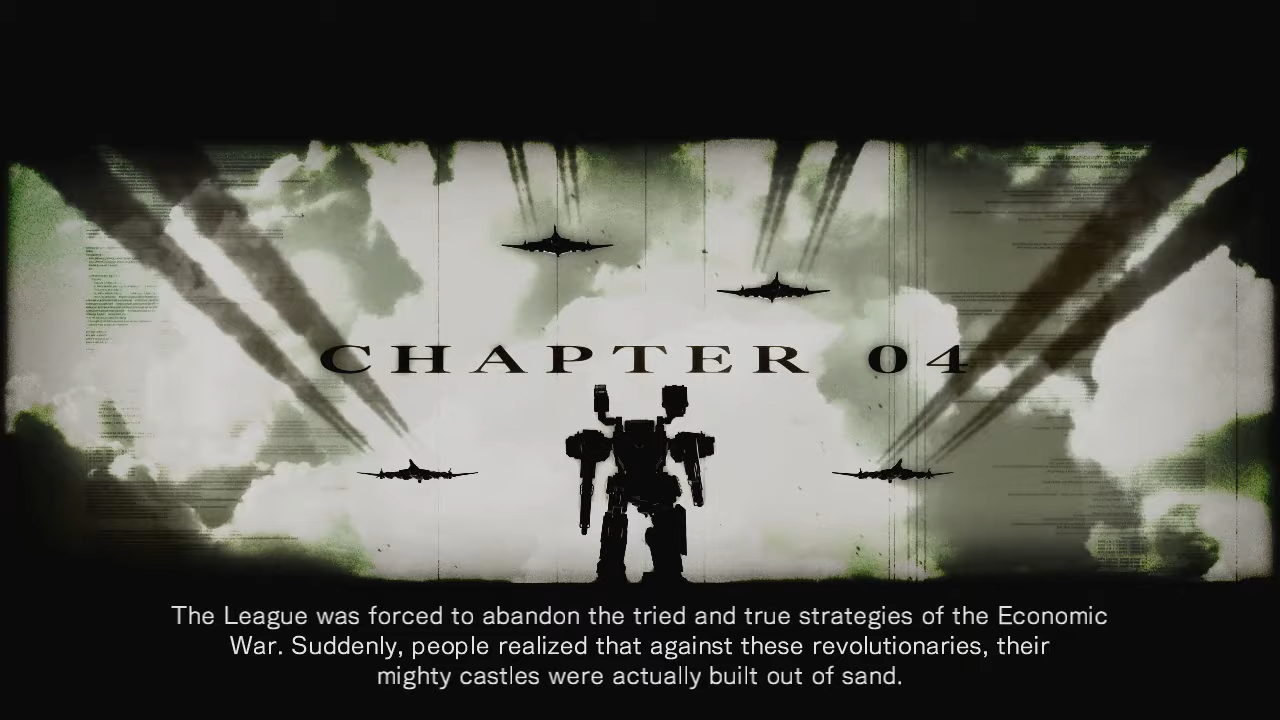 CHAPTER 04
The League was forced to abandon the tried and true strategies of the Economic
War. Suddenly, people realized that against these revolutionaries, their
mighty castles were actually built out of sand.